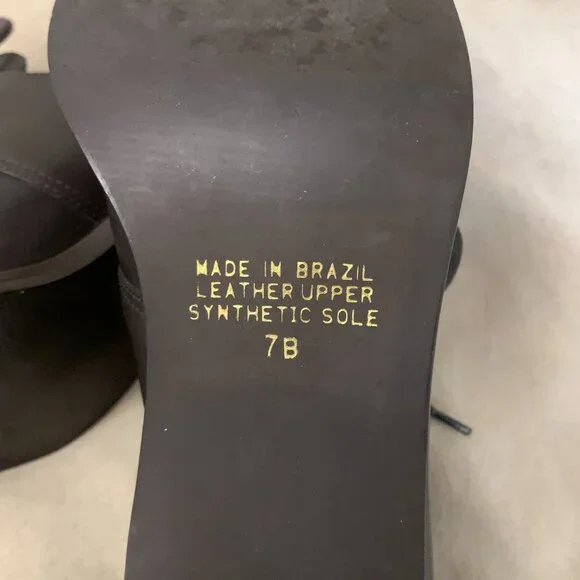 MADE IN BRAZIL
LEATHER UPPER
SYNTHETIC SOLE
7B